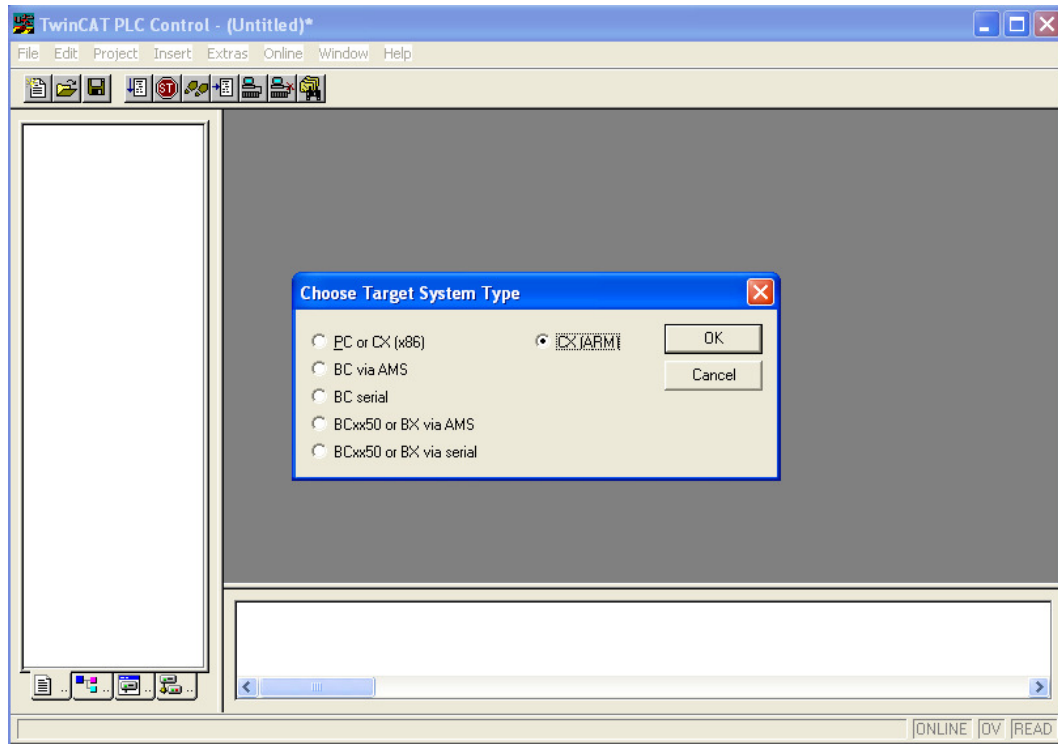 TwinCAT PLC Control - (Untitled)*
File Edit Project Insert Extras Online Window Help
ST
Choose Target System Type
PC or CX (x86)
CX (ARM)
OK
BC via AMS
Cancel
BC serial
BCxx50 or BX via AMS
BCxx50 or BX via serial
.. .. .. ..
ONLINE OV READ